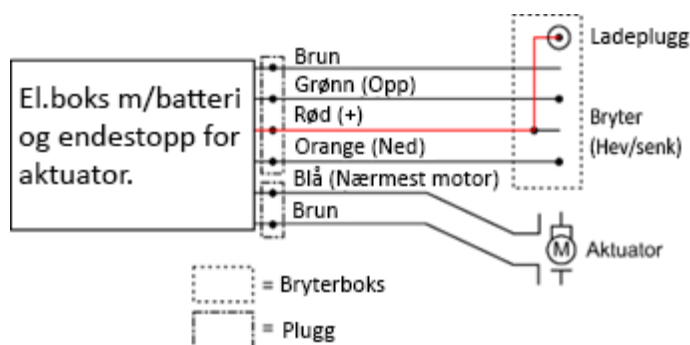 Brun
Ladeplugg
Grønn (Opp)
El.boks m/batteri
og endestopp for
aktuator.
Rød (+)
Bryter
(Hev/senk)
Orange (Ned)
Blå (Nærmest motor)
Brun
M
Aktuator
= Bryterboks
= Plugg